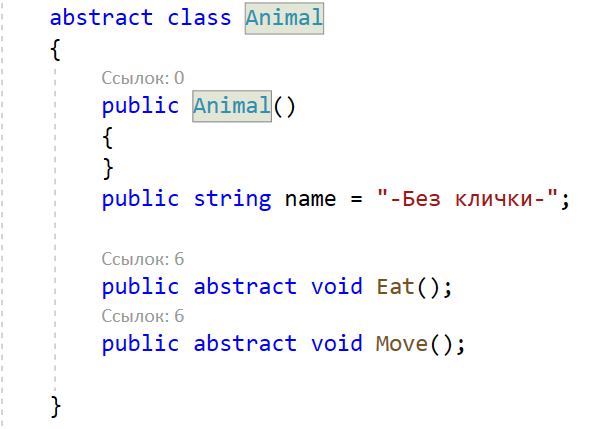 abstract class Animal
{
Ссылок: 0
public Animal()
{
}
public string name = "-Без клички-";
Ссылок: 6
public abstract void Eat();
Ссылок: 6
public abstract void Move();
}